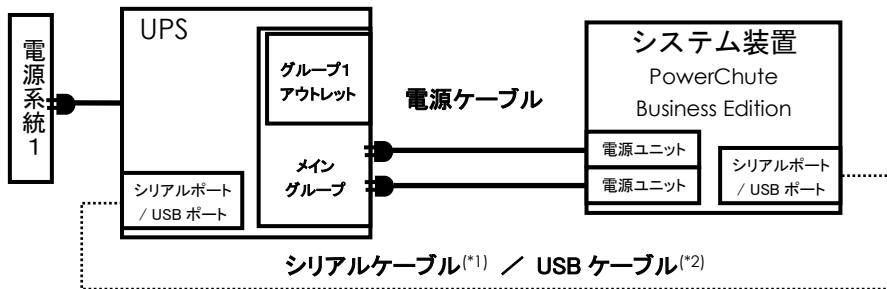 電源系統1
UPS
グループ1
アウトレット
メイン
グループ
シリアルポート
/ USB ポート
電源ケーブル
システム装置
PowerChute
Business Edition
電源ユニット
電源ユニット
シリアルポート
/ USB ポート
シリアルケーブル(*1) ／ USB ケーブル(*2)